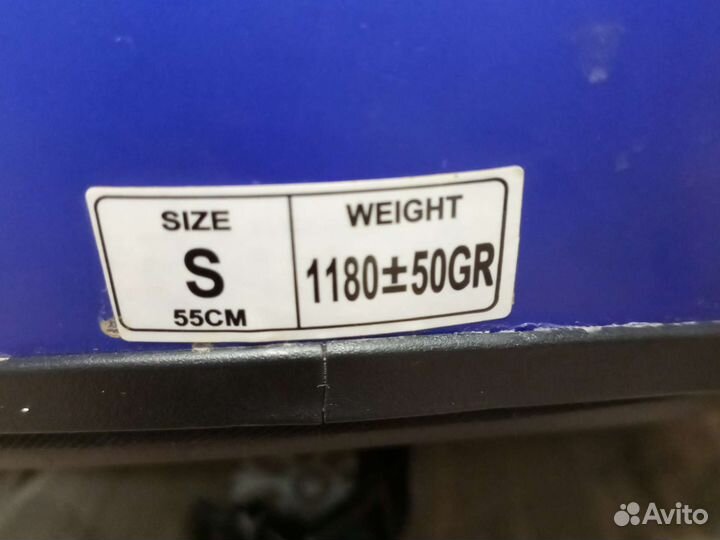 SIZE
S
55CM
WEIGHT
1180±50GR
Avito